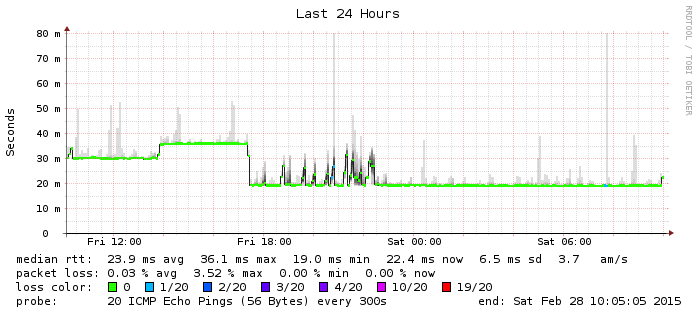 Last 24 Hours
RRDTOOL / TOBI OETIKER
Seconds
80 m
70 m
60 m
50 m
40 m
30 m
20 m
10 m
0
Fri 12:00 Fri 18:00 Sat 00:00 Sat 06:00
median rtt: 23.9 ms avg 36.1 ms max 19.0 ms min 22.4 ms now 6.5 ms sd 3.7 am/s
packet loss: 0.03 % avg 3.52 % max 0.00 % min 0.00 % now
loss color: 0 1/20 2/20 3/20 4/20 10/20 19/20
probe: 20 ICMP Echo Pings (56 Bytes) every 300s end: Sat Feb 28 10:05:05 2015